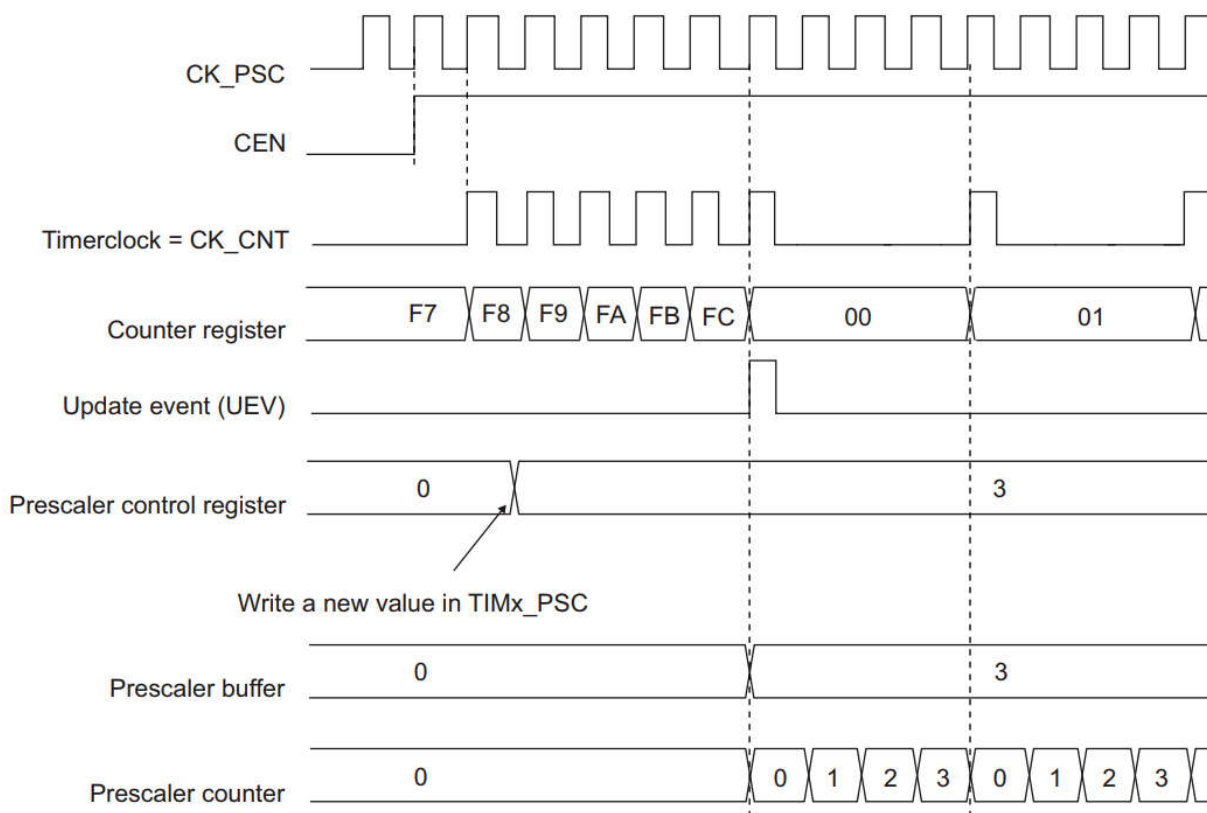 CK_PSC
CEN
Timerclock = CK_CNT
Counter register
F7 F8 F9 FA FB FC 00 01
Update event (UEV)
Prescaler control register
0 3
Write a new value in TIMx_PSC
Prescaler buffer
0 3
Prescaler counter
0 0 1 2 3 0 1 2 3